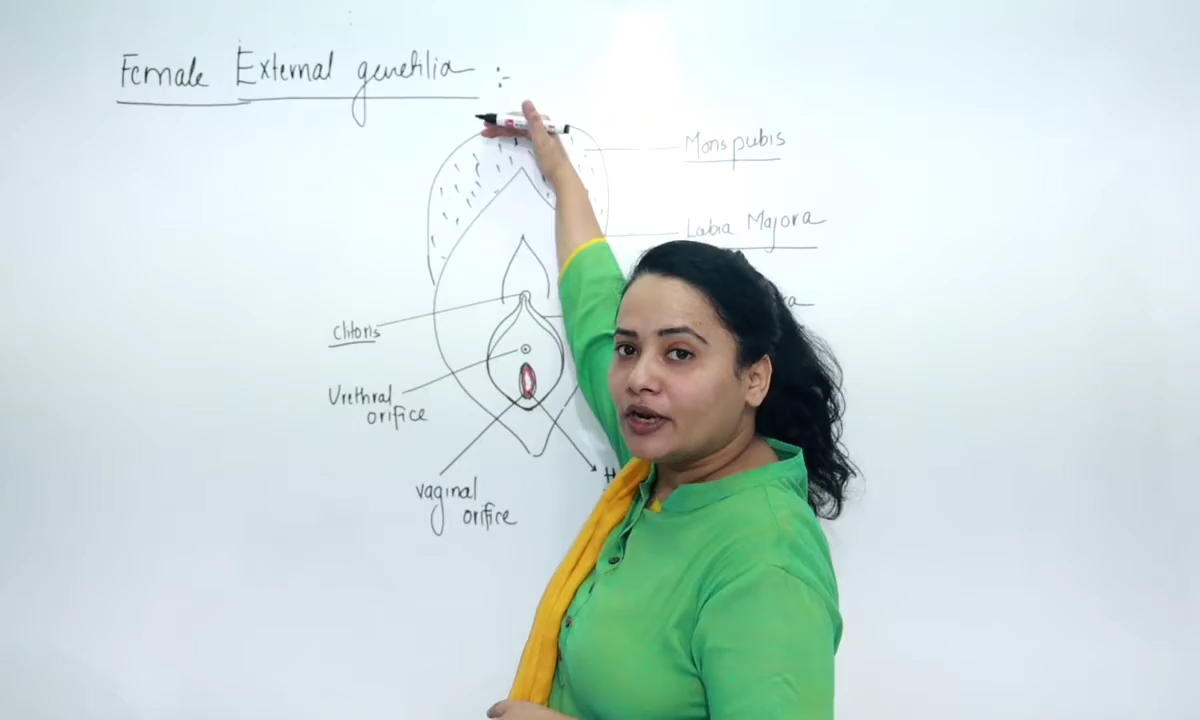 Female External genetilia :-
Mons pubis
Labia Majora
clitoris
Urethral
orifice
vaginal
orifice